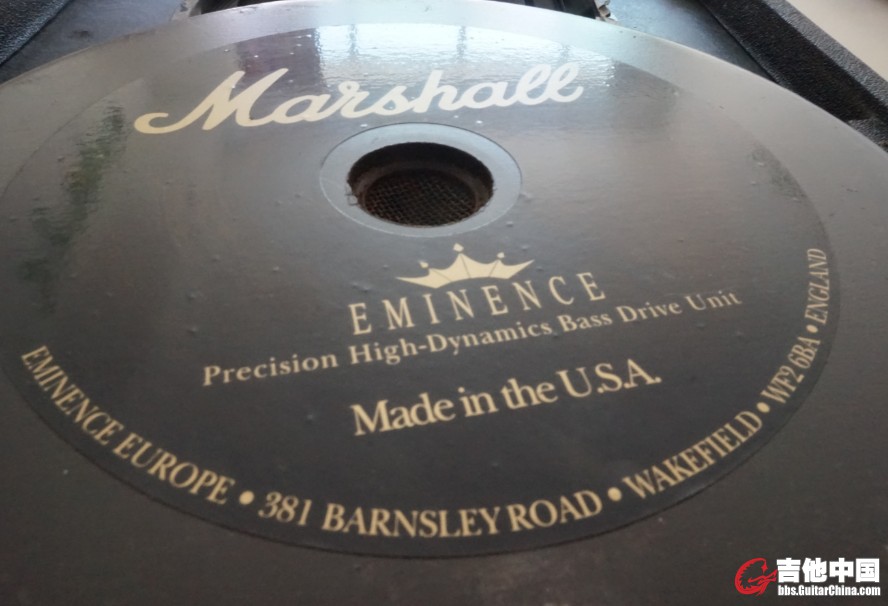 Marshall
EMINENCE
Precision High-Dynamics Bass Drive Unit
Made in the U.S.A.
EMINENCE EUROPE • 381 BARNSLEY ROAD • WAKEFIELD • WF2 6BA • ENGLAND
吉他中国
bbs.GuitarChina.com